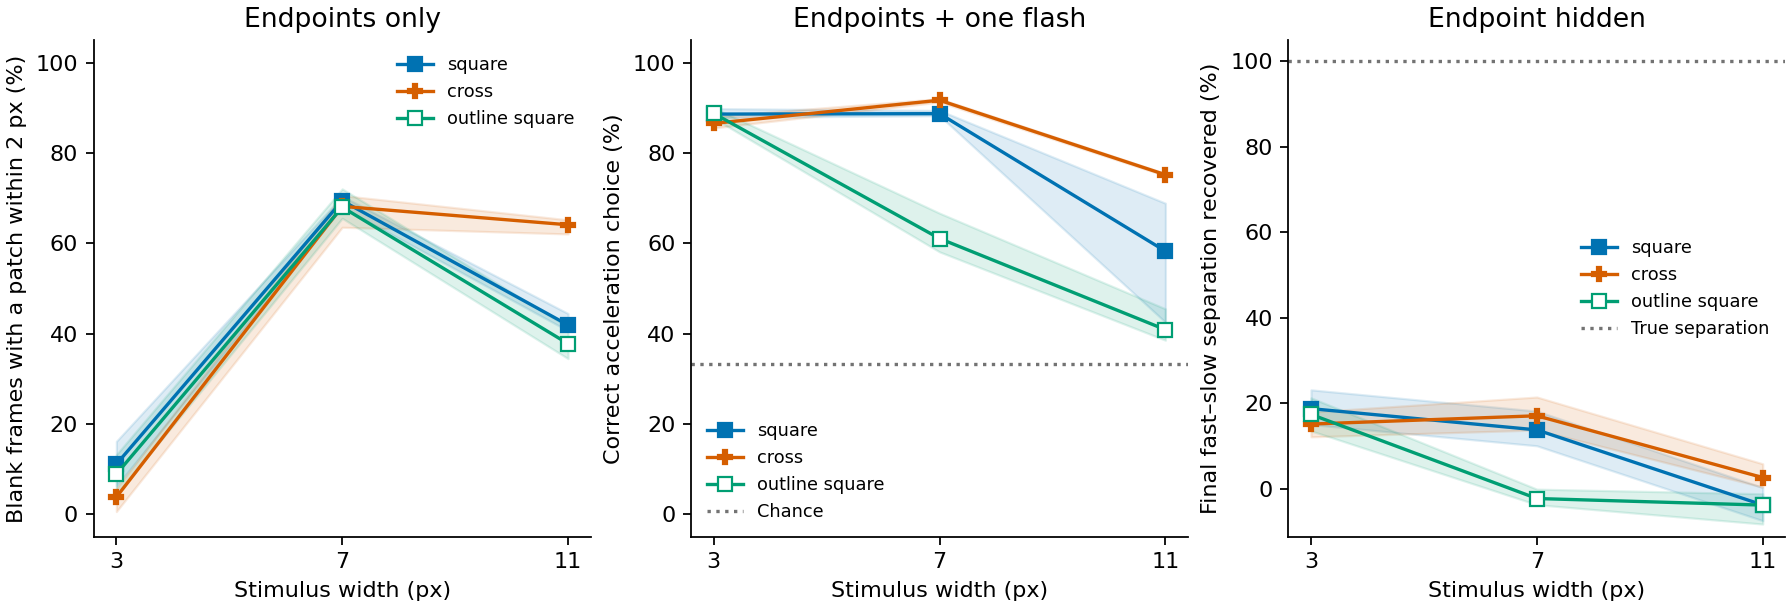 Endpoints only
Blank frames with a patch within 2 px (%)
100
80
60
40
20
0
square
cross
outline square
3
7
11
Stimulus width (px)
Endpoints + one flash
Correct acceleration choice (%)
100
80
60
40
20
0
square
cross
outline square
Chance
3
7
11
Stimulus width (px)
Endpoint hidden
Final fast–slow separation recovered (%)
100
80
60
40
20
0
square
cross
outline square
True separation
3
7
11
Stimulus width (px)